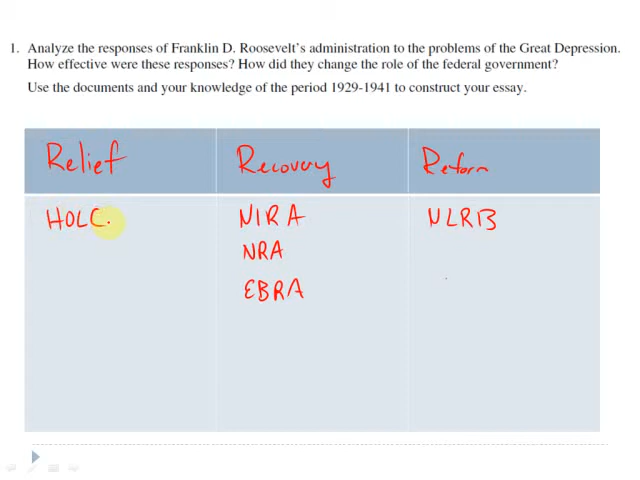 1. Analyze the responses of Franklin D. Roosevelt's administration to the problems of the Great Depression.
How effective were these responses? How did they change the role of the federal government?
Use the documents and your knowledge of the period 1929-1941 to construct your essay.
Relief Recovery Reform
HOLC NIRA NLRB
NRA
EBRA